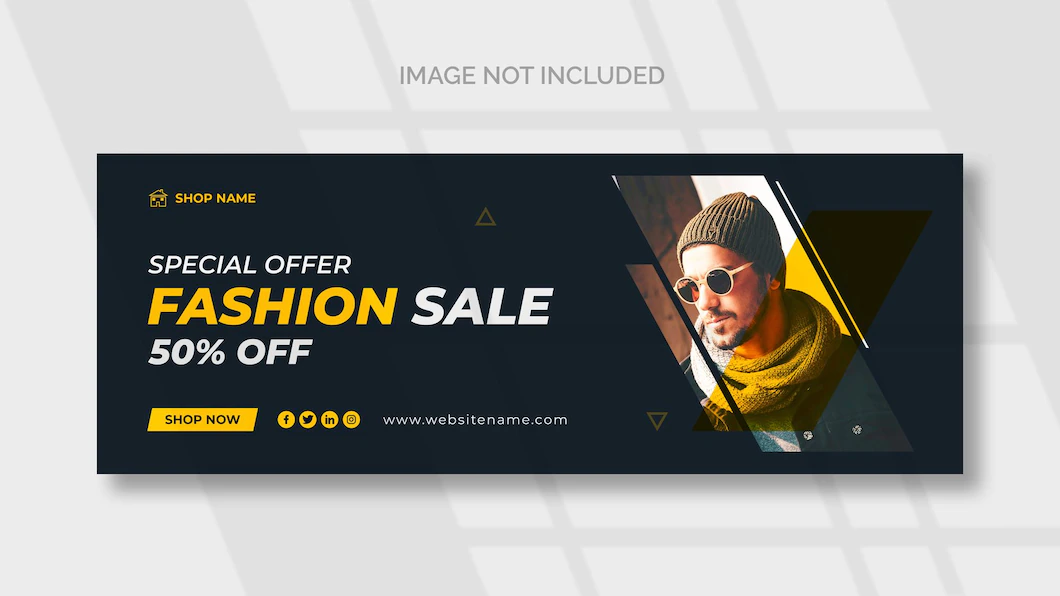 IMAGE NOT INCLUDED
SHOP NAME
SPECIAL OFFER
FASHION SALE
50% OFF
SHOP NOW
www.websitename.com